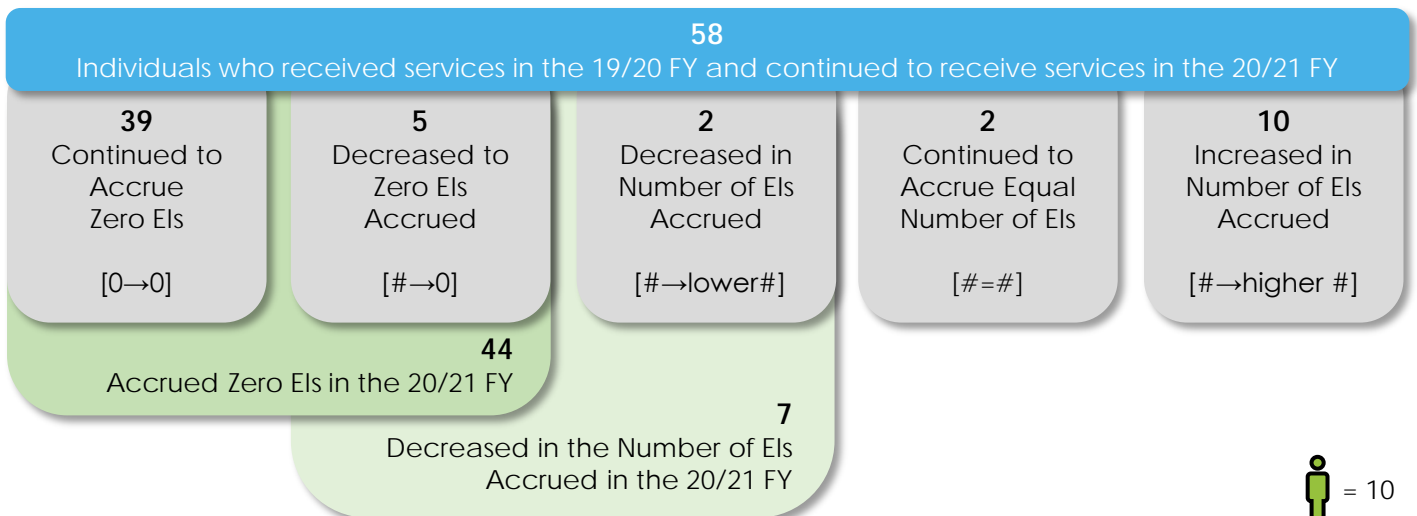 58
Individuals who received services in the 19/20 FY and continued to receive services in the 20/21 FY
39
Continued to
Accrue
Zero EIs
[0→0]
5
Decreased to
Zero EIs
Accrued
[#→0]
2
Decreased in
Number of EIs
Accrued
[#→lower#]
2
Continued to
Accrue Equal
Number of EIs
[#=#]
10
Increased in
Number of EIs
Accrued
[#→higher #]
44
Accrued Zero EIs in the 20/21 FY
7
Decreased in the Number of EIs
Accrued in the 20/21 FY
= 10